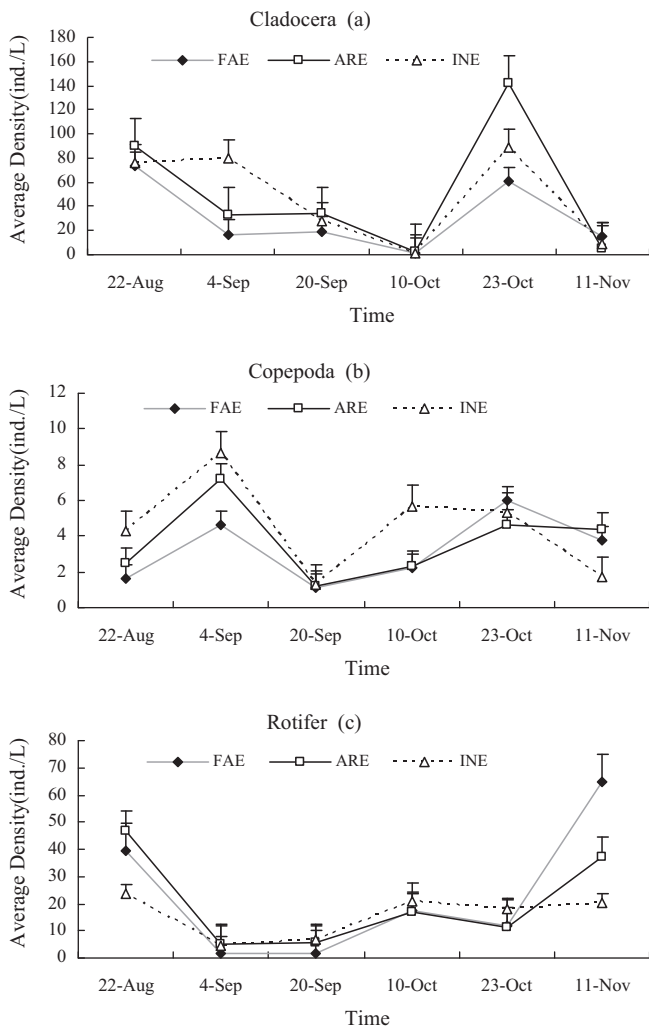 Cladocera (a)
Average Density(ind./L)
180
160
140
120
100
80
60
40
20
0
FAE ARE INE
22-Aug 4-Sep 20-Sep 10-Oct 23-Oct 11-Nov
Time
Copepoda (b)
Average Density(ind./L)
12
10
8
6
4
2
0
FAE ARE INE
22-Aug 4-Sep 20-Sep 10-Oct 23-Oct 11-Nov
Time
Rotifer (c)
Average Density(ind./L)
80
70
60
50
40
30
20
10
0
FAE ARE INE
22-Aug 4-Sep 20-Sep 10-Oct 23-Oct 11-Nov
Time